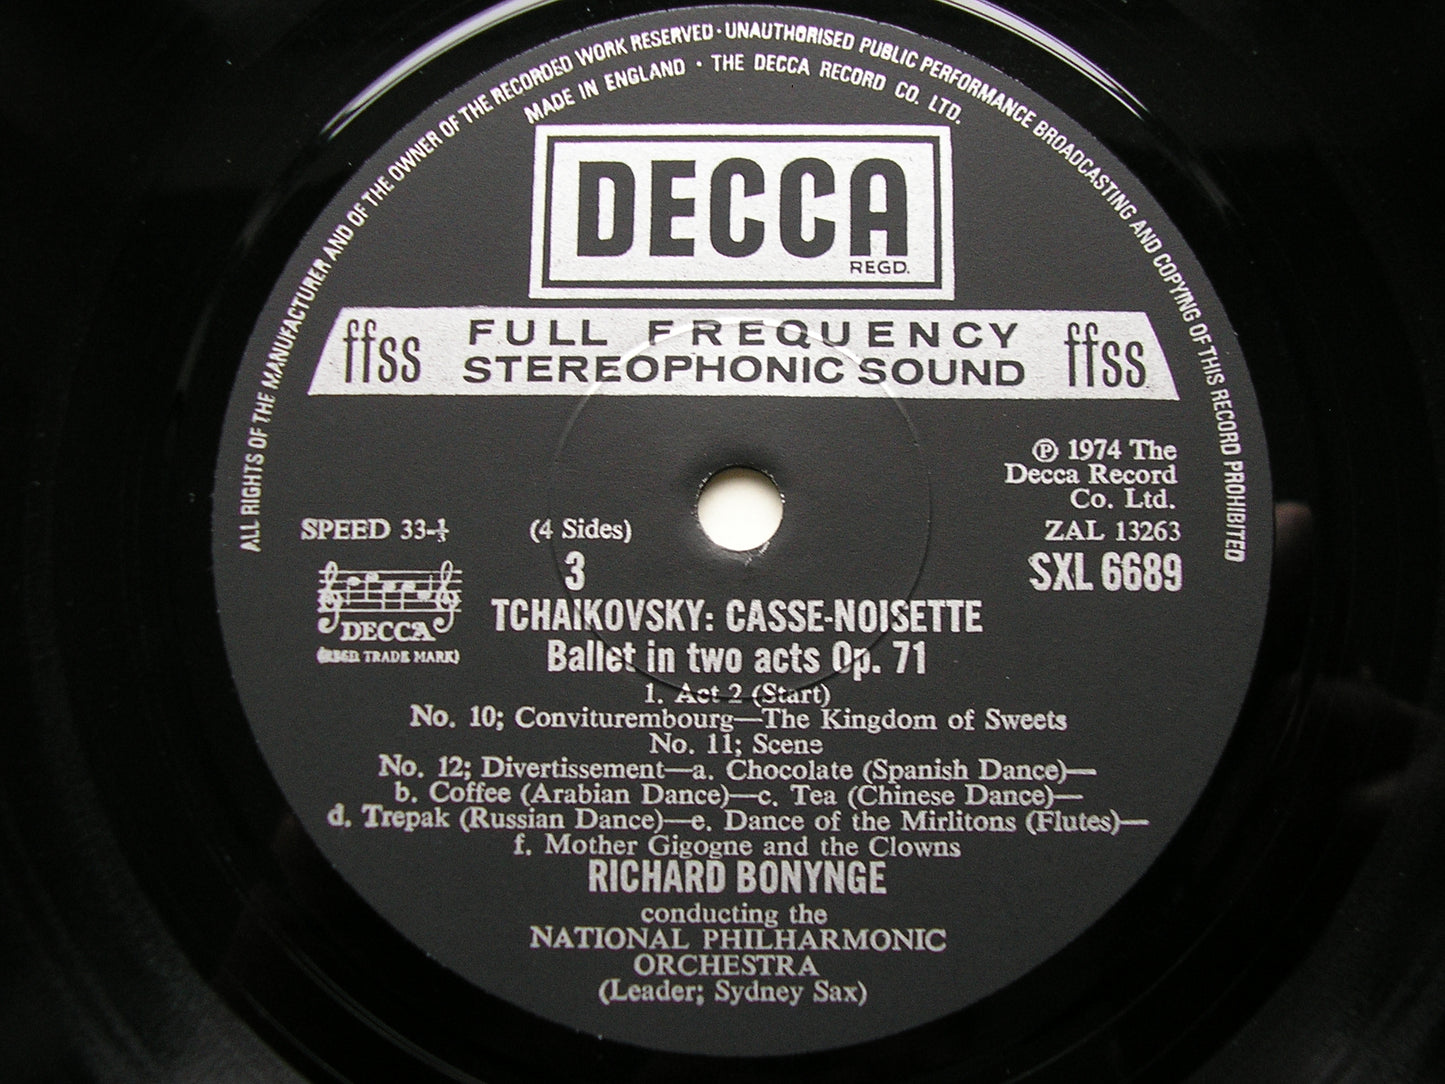 ALL RIGHTS OF THE MANUFACTURER AND OF THE OWNER OF THE RECORDED WORK RESERVED · UNAUTHORISED PUBLIC PERFORMANCE BROADCASTING AND COPYING OF THIS RECORD PROHIBITED
MADE IN ENGLAND · THE DECCA RECORD CO. LTD.
DECCA
REGD.
ffss FULL FREQUENCY ffss
STEREOPHONIC SOUND
℗ 1974 The
Decca Record
Co. Ltd.
SPEED 33-⅓ (4 Sides) ZAL 13263
3 SXL 6689
DECCA
(REGD. TRADE MARK)
TCHAIKOVSKY: CASSE-NOISETTE
Ballet in two acts Op. 71
1. Act 2 (Start)
No. 10; Conviturembourg—The Kingdom of Sweets
No. 11; Scene
No. 12; Divertissement—a. Chocolate (Spanish Dance)—
b. Coffee (Arabian Dance)—c. Tea (Chinese Dance)—
d. Trepak (Russian Dance)—e. Dance of the Mirlitons (Flutes)—
f. Mother Gigogne and the Clowns
RICHARD BONYNGE
conducting the
NATIONAL PHILHARMONIC
ORCHESTRA
(Leader; Sydney Sax)